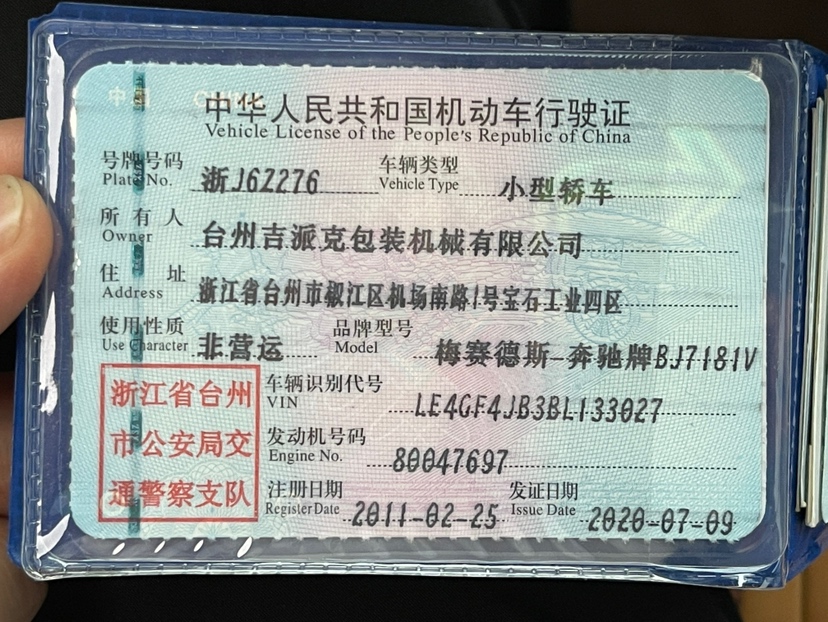 中华人民共和国机动车行驶证
Vehicle License of the People's Republic of China
号牌号码 浙J6Z276 车辆类型 小型轿车
Plate No. Vehicle Type
所有人 台州吉派克包装机械有限公司
Owner
住址 浙江省台州市椒江区机场南路1号宝石工业四区
Address
使用性质 非营运 品牌型号 梅赛德斯-奔驰牌BJ7181V
Use Character Model
浙江省台州
市公安局交
通警察支队
车辆识别代号 LE4GF4JB3BL133027
VIN
发动机号码 80047697
Engine No.
注册日期 2011-02-25 发证日期 2020-07-09
Register Date Issue Date